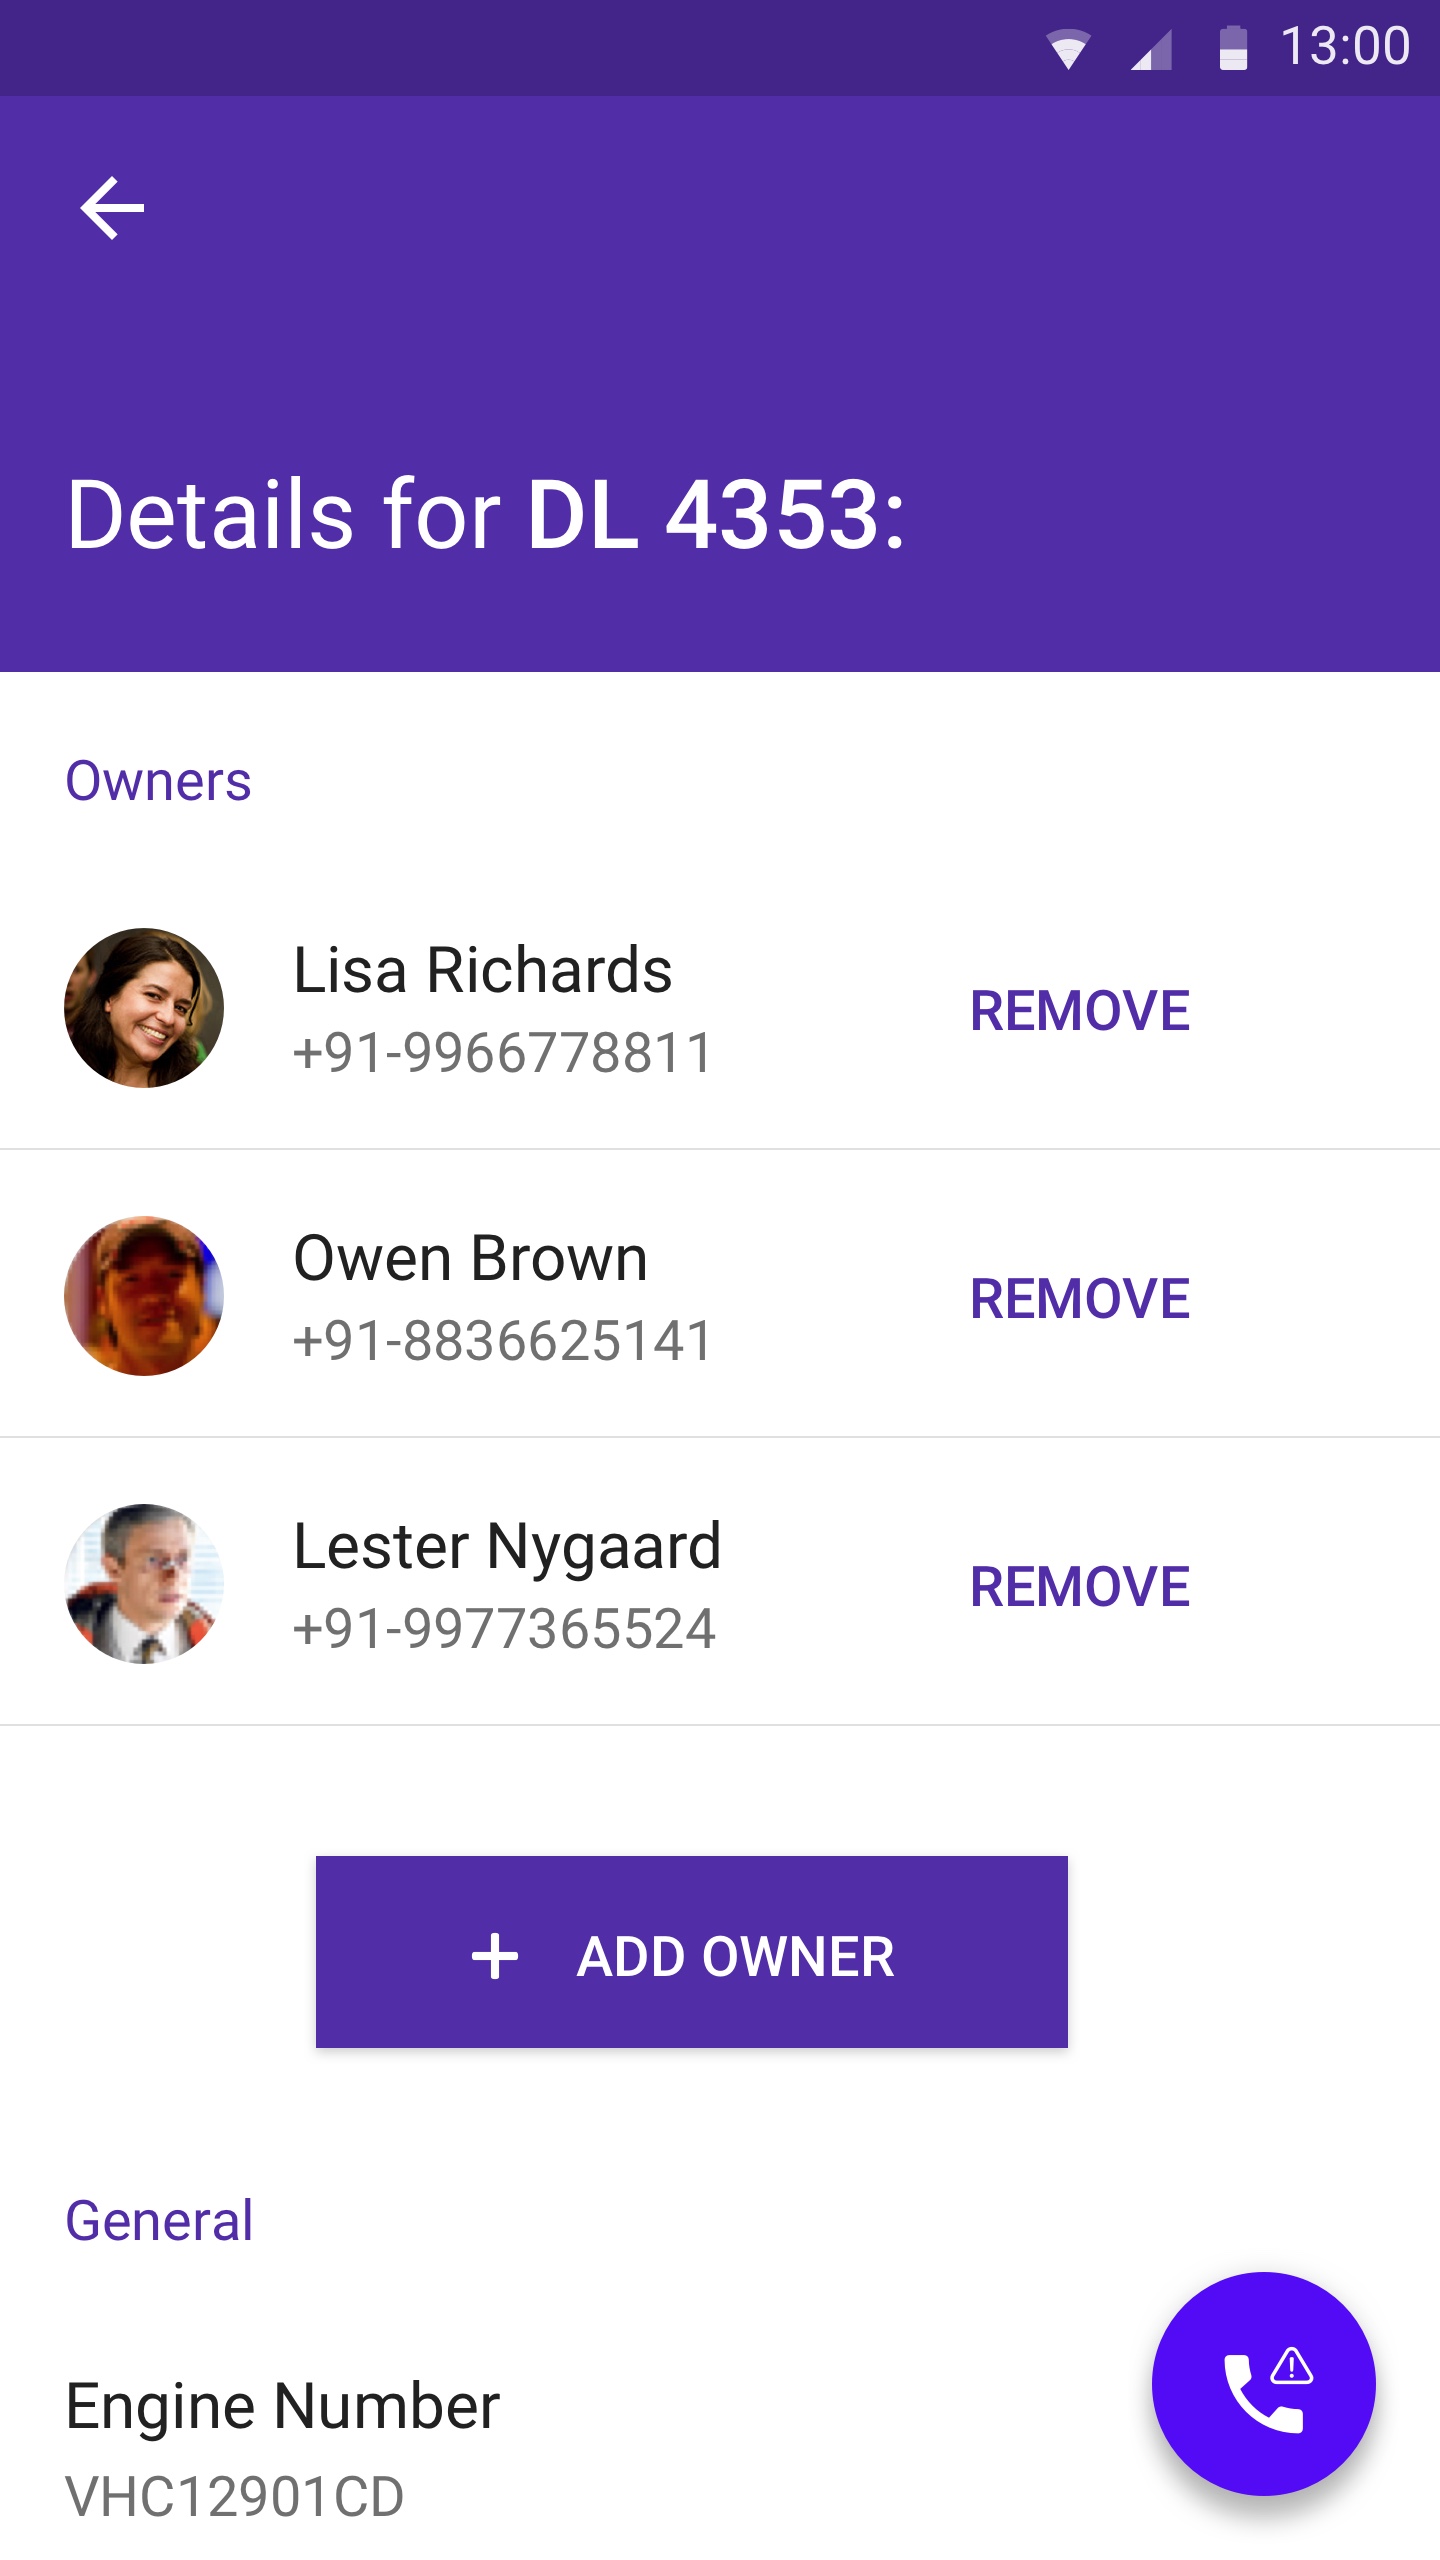 13:00
Details for DL 4353:
Owners
Lisa Richards
+91-9966778811
REMOVE
Owen Brown
+91-8836625141
REMOVE
Lester Nygaard
+91-9977365524
REMOVE
+ ADD OWNER
General
Engine Number
VHC12901CD